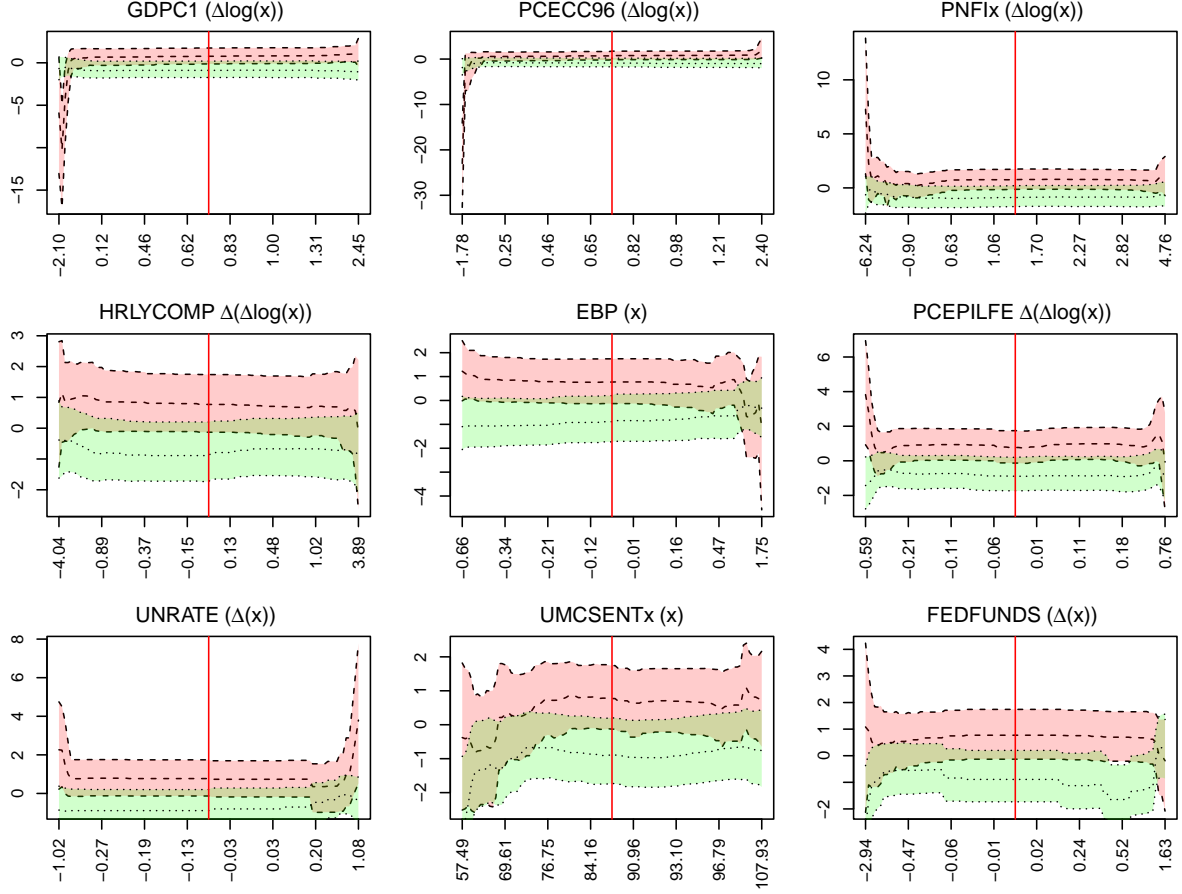 GDPC1 (Δlog(x))
0
−5
−15
−2.10 0.12 0.46 0.62 0.83 1.00 1.31 2.45
PCECC96 (Δlog(x))
0
−10
−20
−30
−1.78 0.25 0.46 0.65 0.82 0.98 1.21 2.40
PNFIx (Δlog(x))
10
5
0
−6.24 −0.90 0.63 1.06 1.70 2.27 2.82 4.76
HRLYCOMP Δ(Δlog(x))
3
2
1
0
−2
−4.04 −0.89 −0.37 −0.15 0.13 0.48 1.02 3.89
EBP (x)
2
1
0
−2
−4
−0.66 −0.34 −0.21 −0.12 −0.01 0.16 0.47 1.75
PCEPILFE Δ(Δlog(x))
6
4
2
0
−2
−0.59 −0.21 −0.11 −0.06 0.01 0.11 0.18 0.76
UNRATE (Δ(x))
8
6
4
2
0
−1.02 −0.27 −0.19 −0.13 −0.03 0.03 0.20 1.08
UMCSENTx (x)
2
1
0
−2
57.49 69.61 76.75 84.16 90.96 93.10 96.79 107.93
FEDFUNDS (Δ(x))
4
3
2
1
0
−2
−2.94 −0.47 −0.06 −0.01 0.02 0.24 0.52 1.63